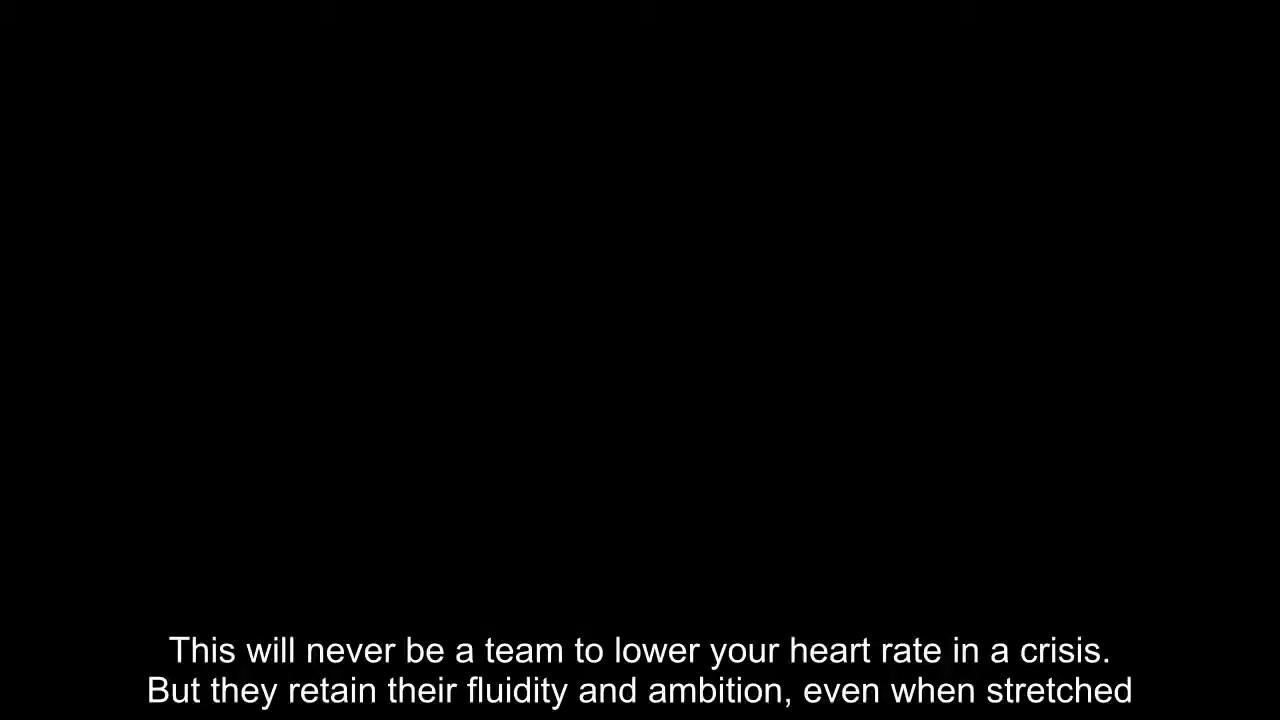 This will never be a team to lower your heart rate in a crisis.
But they retain their fluidity and ambition, even when stretched